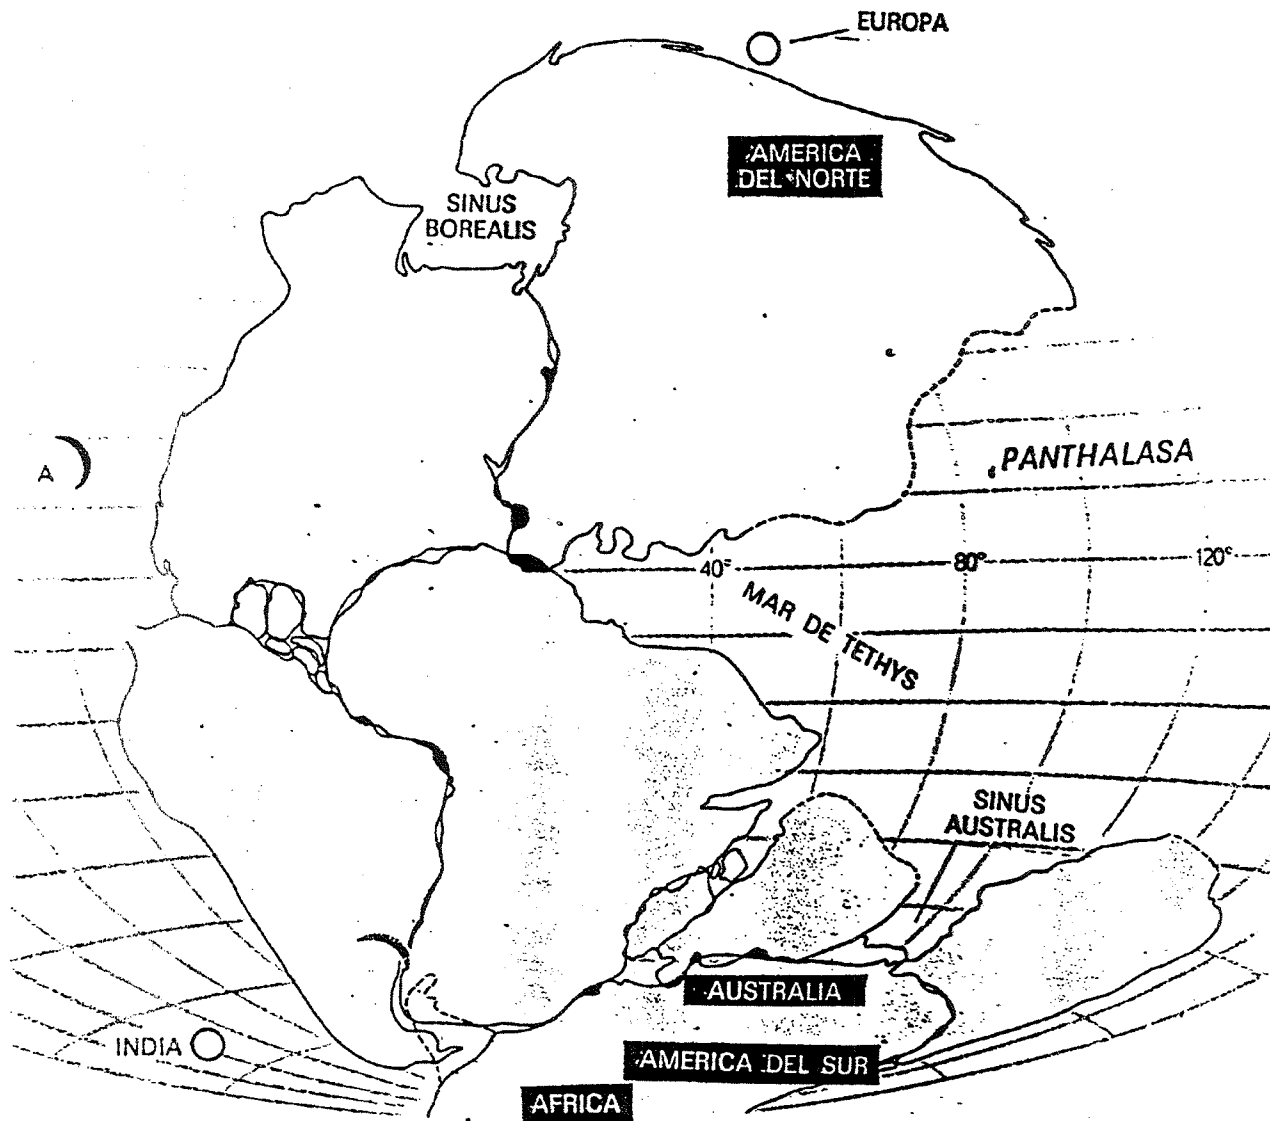 EUROPA
AMERICA
DEL NORTE
SINUS
BOREALIS
A
PANTHALASA
40°
80°
120°
MAR DE TETHYS
SINUS
AUSTRALIS
AUSTRALIA
INDIA
AMERICA DEL SUR
AFRICA